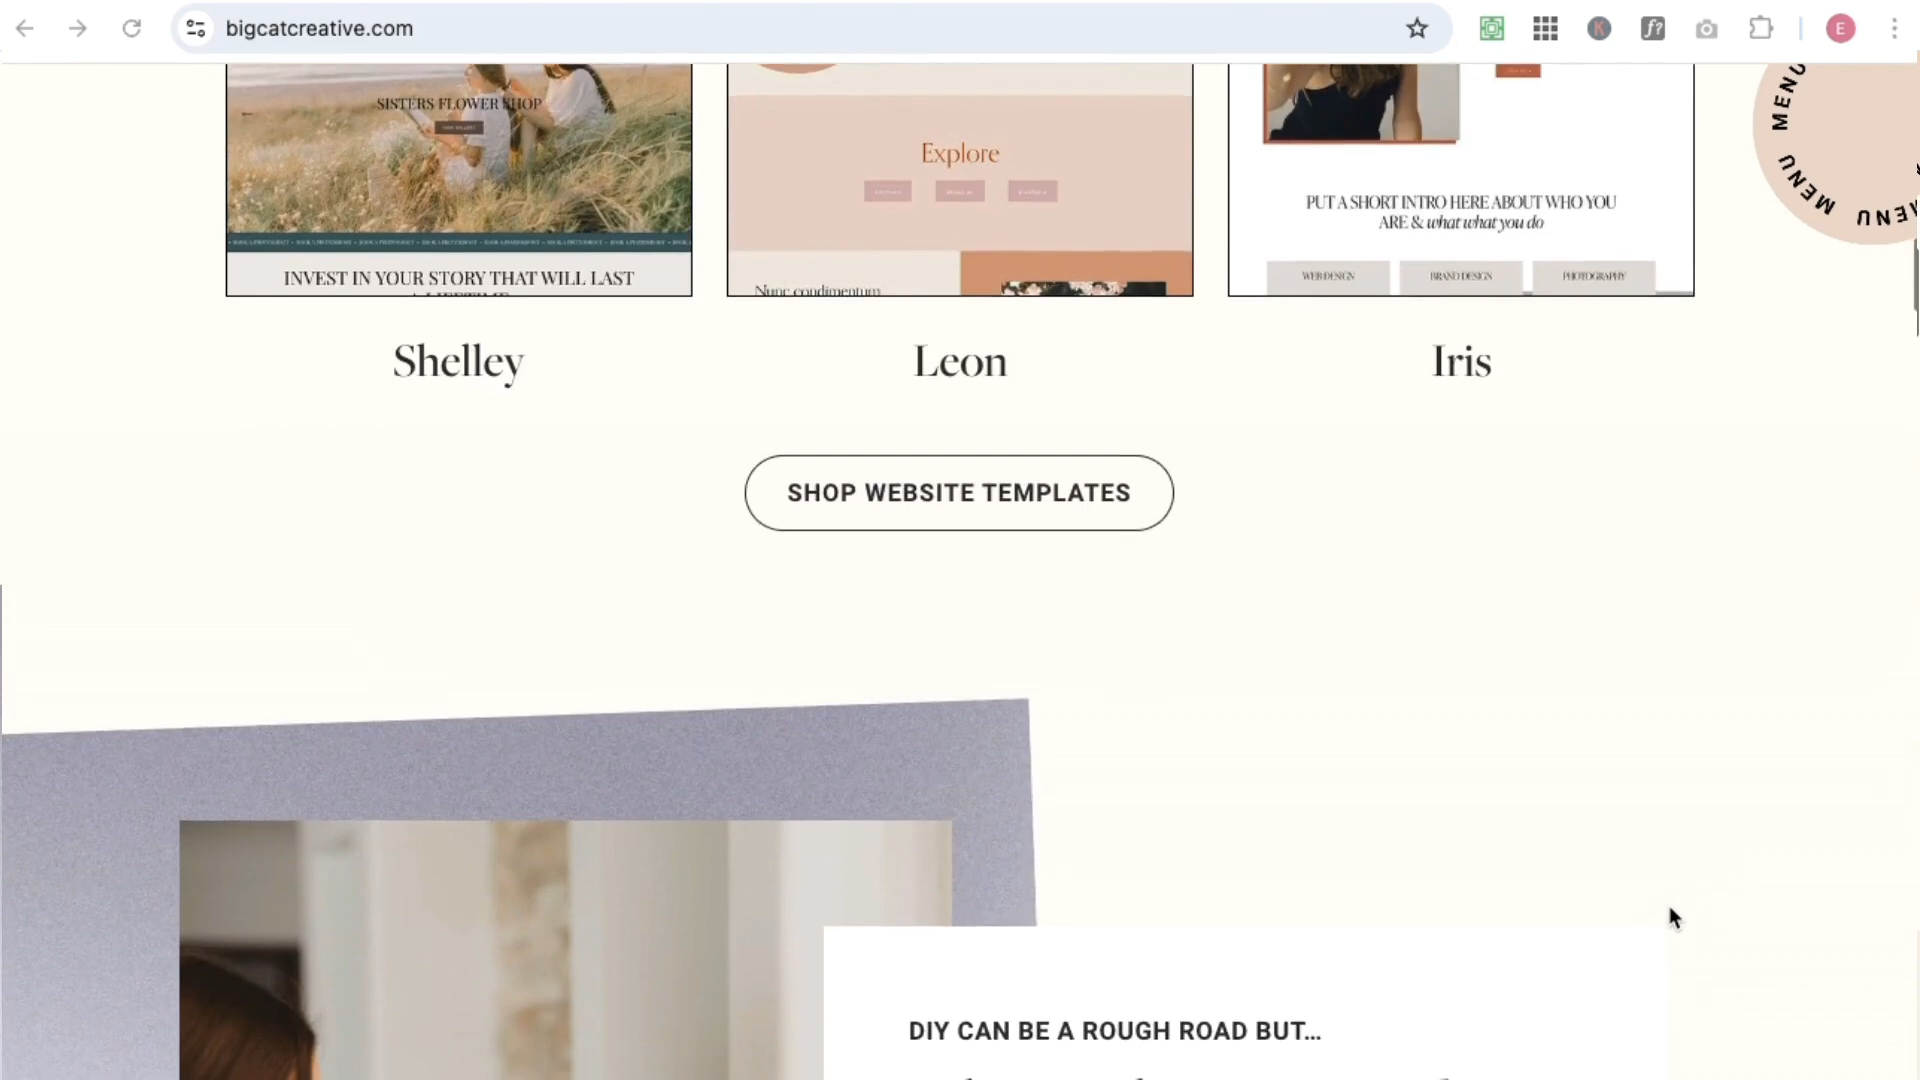 bigcatcreative.com
E
MENU
MENU
MENU
SISTERS FLOWER SHOP
INVEST IN YOUR STORY THAT WILL LAST
Explore
Nunc condimentum
PUT A SHORT INTRO HERE ABOUT WHO YOU
ARE & what what you do
WEB DESIGN
BRAND DESIGN
PHOTOGRAPHY
Shelley
Leon
Iris
SHOP WEBSITE TEMPLATES
DIY CAN BE A ROUGH ROAD BUT...